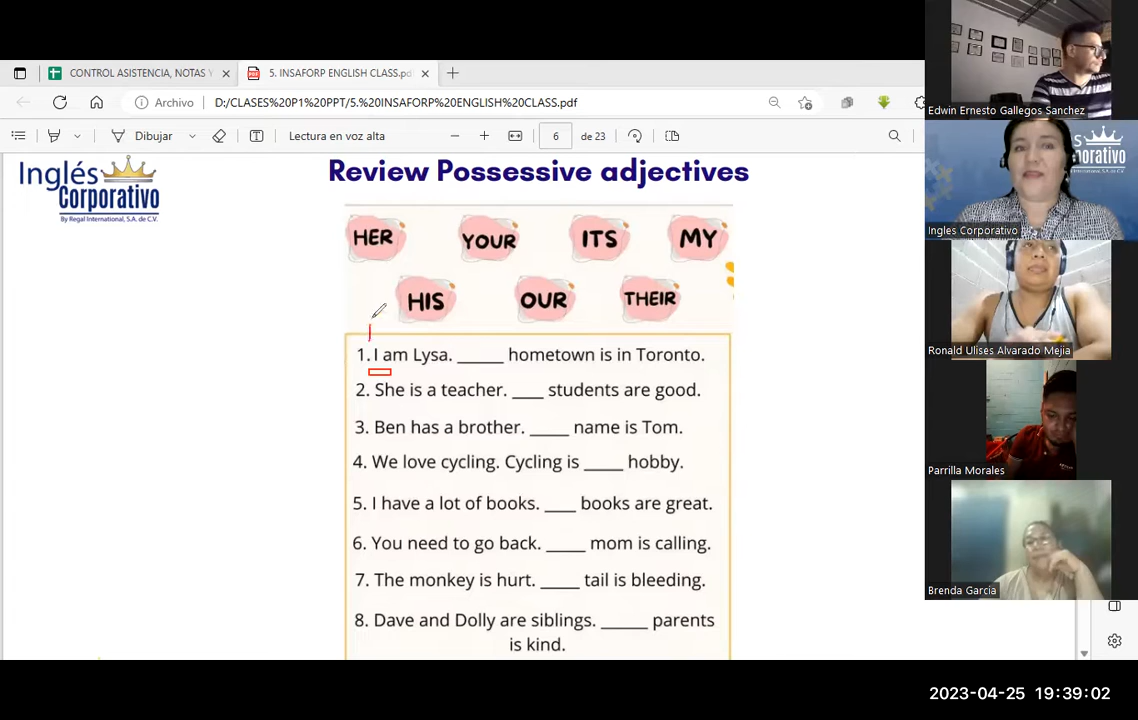 CONTROL ASISTENCIA, NOTAS Y
5. INSAFORP ENGLISH CLASS.pd
Archivo
D:/CLASES%20P1%20PPT/5.%20INSAFORP%20ENGLISH%20CLASS.pdf
Dibujar
Lectura en voz alta
6
de 23
Inglés
Corporativo
By Regal International, S.A. de C.V.
Review Possessive adjectives
HER YOUR ITS MY
HIS OUR THEIR
1. I am Lysa. ______ hometown is in Toronto.
2. She is a teacher. ____ students are good.
3. Ben has a brother. _____ name is Tom.
4. We love cycling. Cycling is _____ hobby.
5. I have a lot of books. ____ books are great.
6. You need to go back. _____ mom is calling.
7. The monkey is hurt. _____ tail is bleeding.
8. Dave and Dolly are siblings. ______ parents
is kind.
Edwin Ernesto Gallegos Sanchez
orativo
Ingles Corporativo
Ronald Ulises Alvarado Mejia
Parrilla Morales
Brenda García
2023-04-25 19:39:02